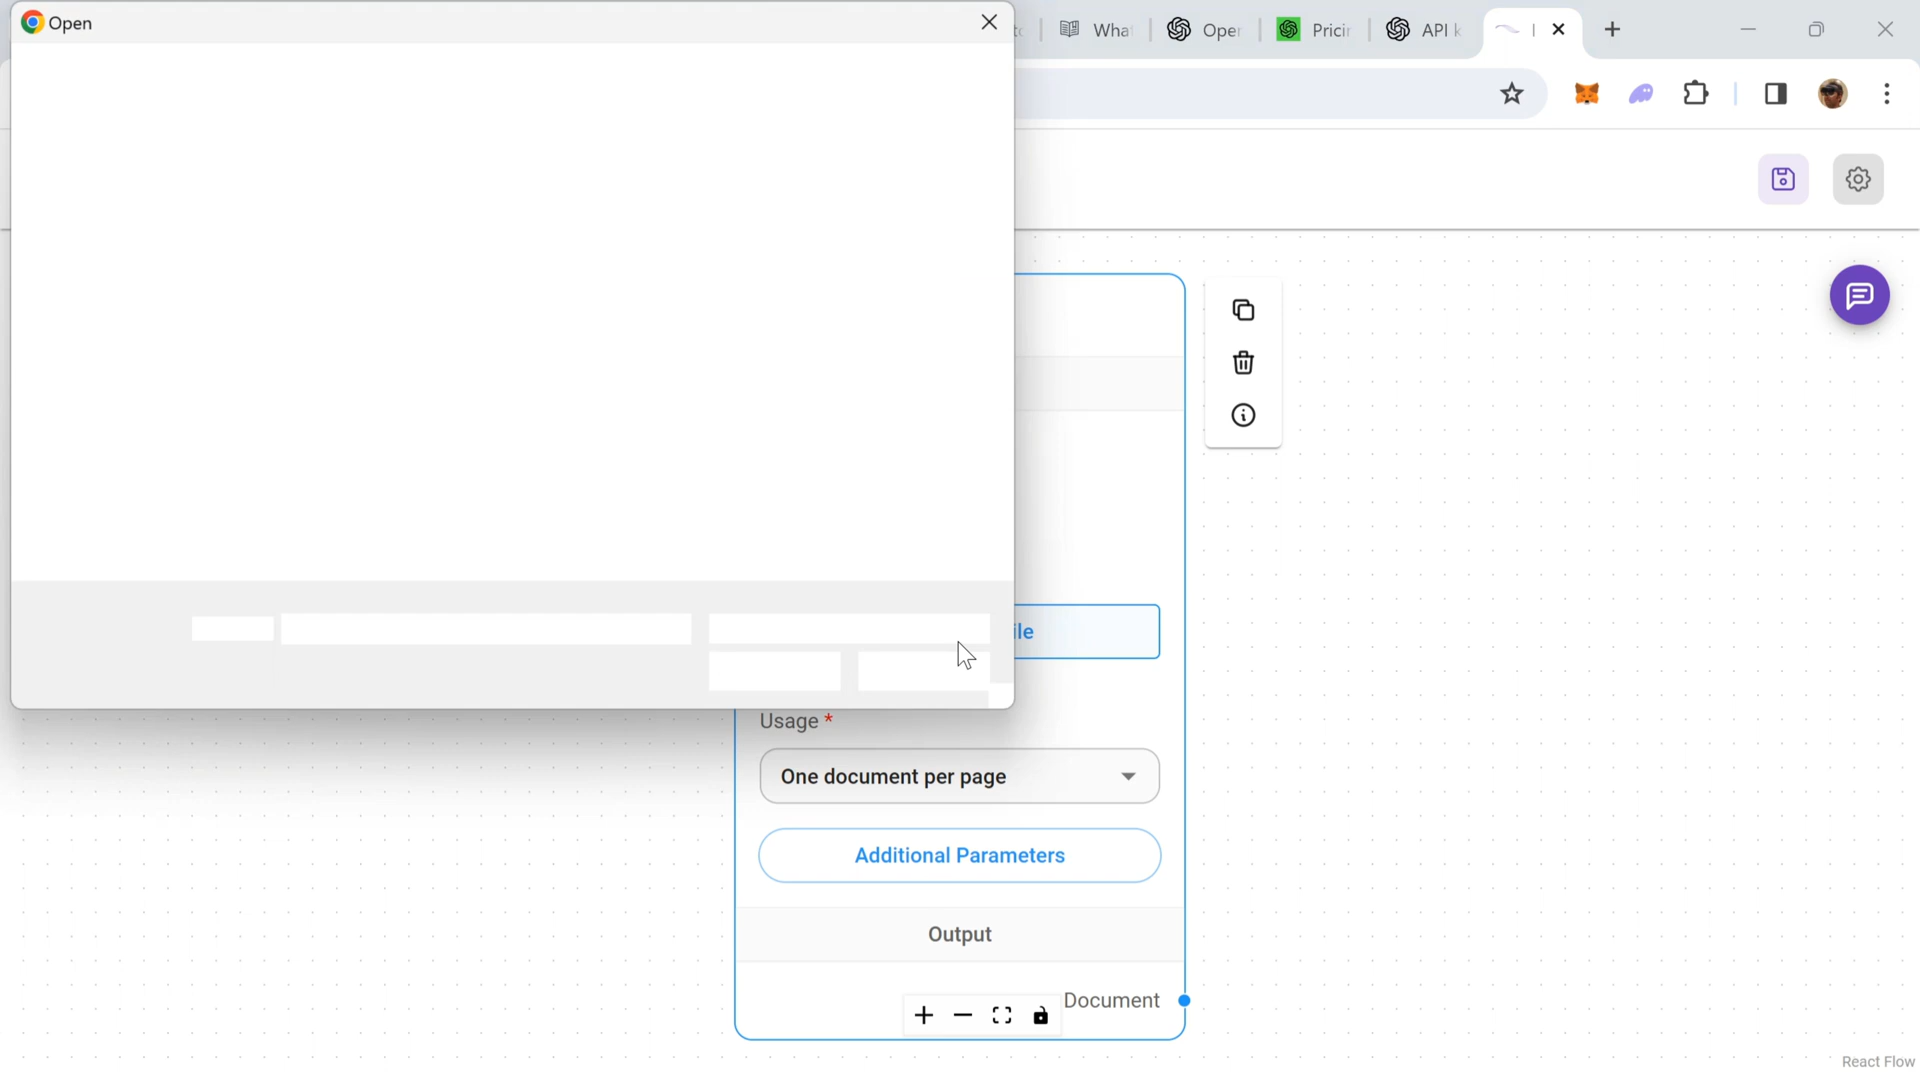 Open
Wha
Oper
Pricir
API k
ile
Usage *
One document per page
Additional Parameters
Output
Document
React Flow